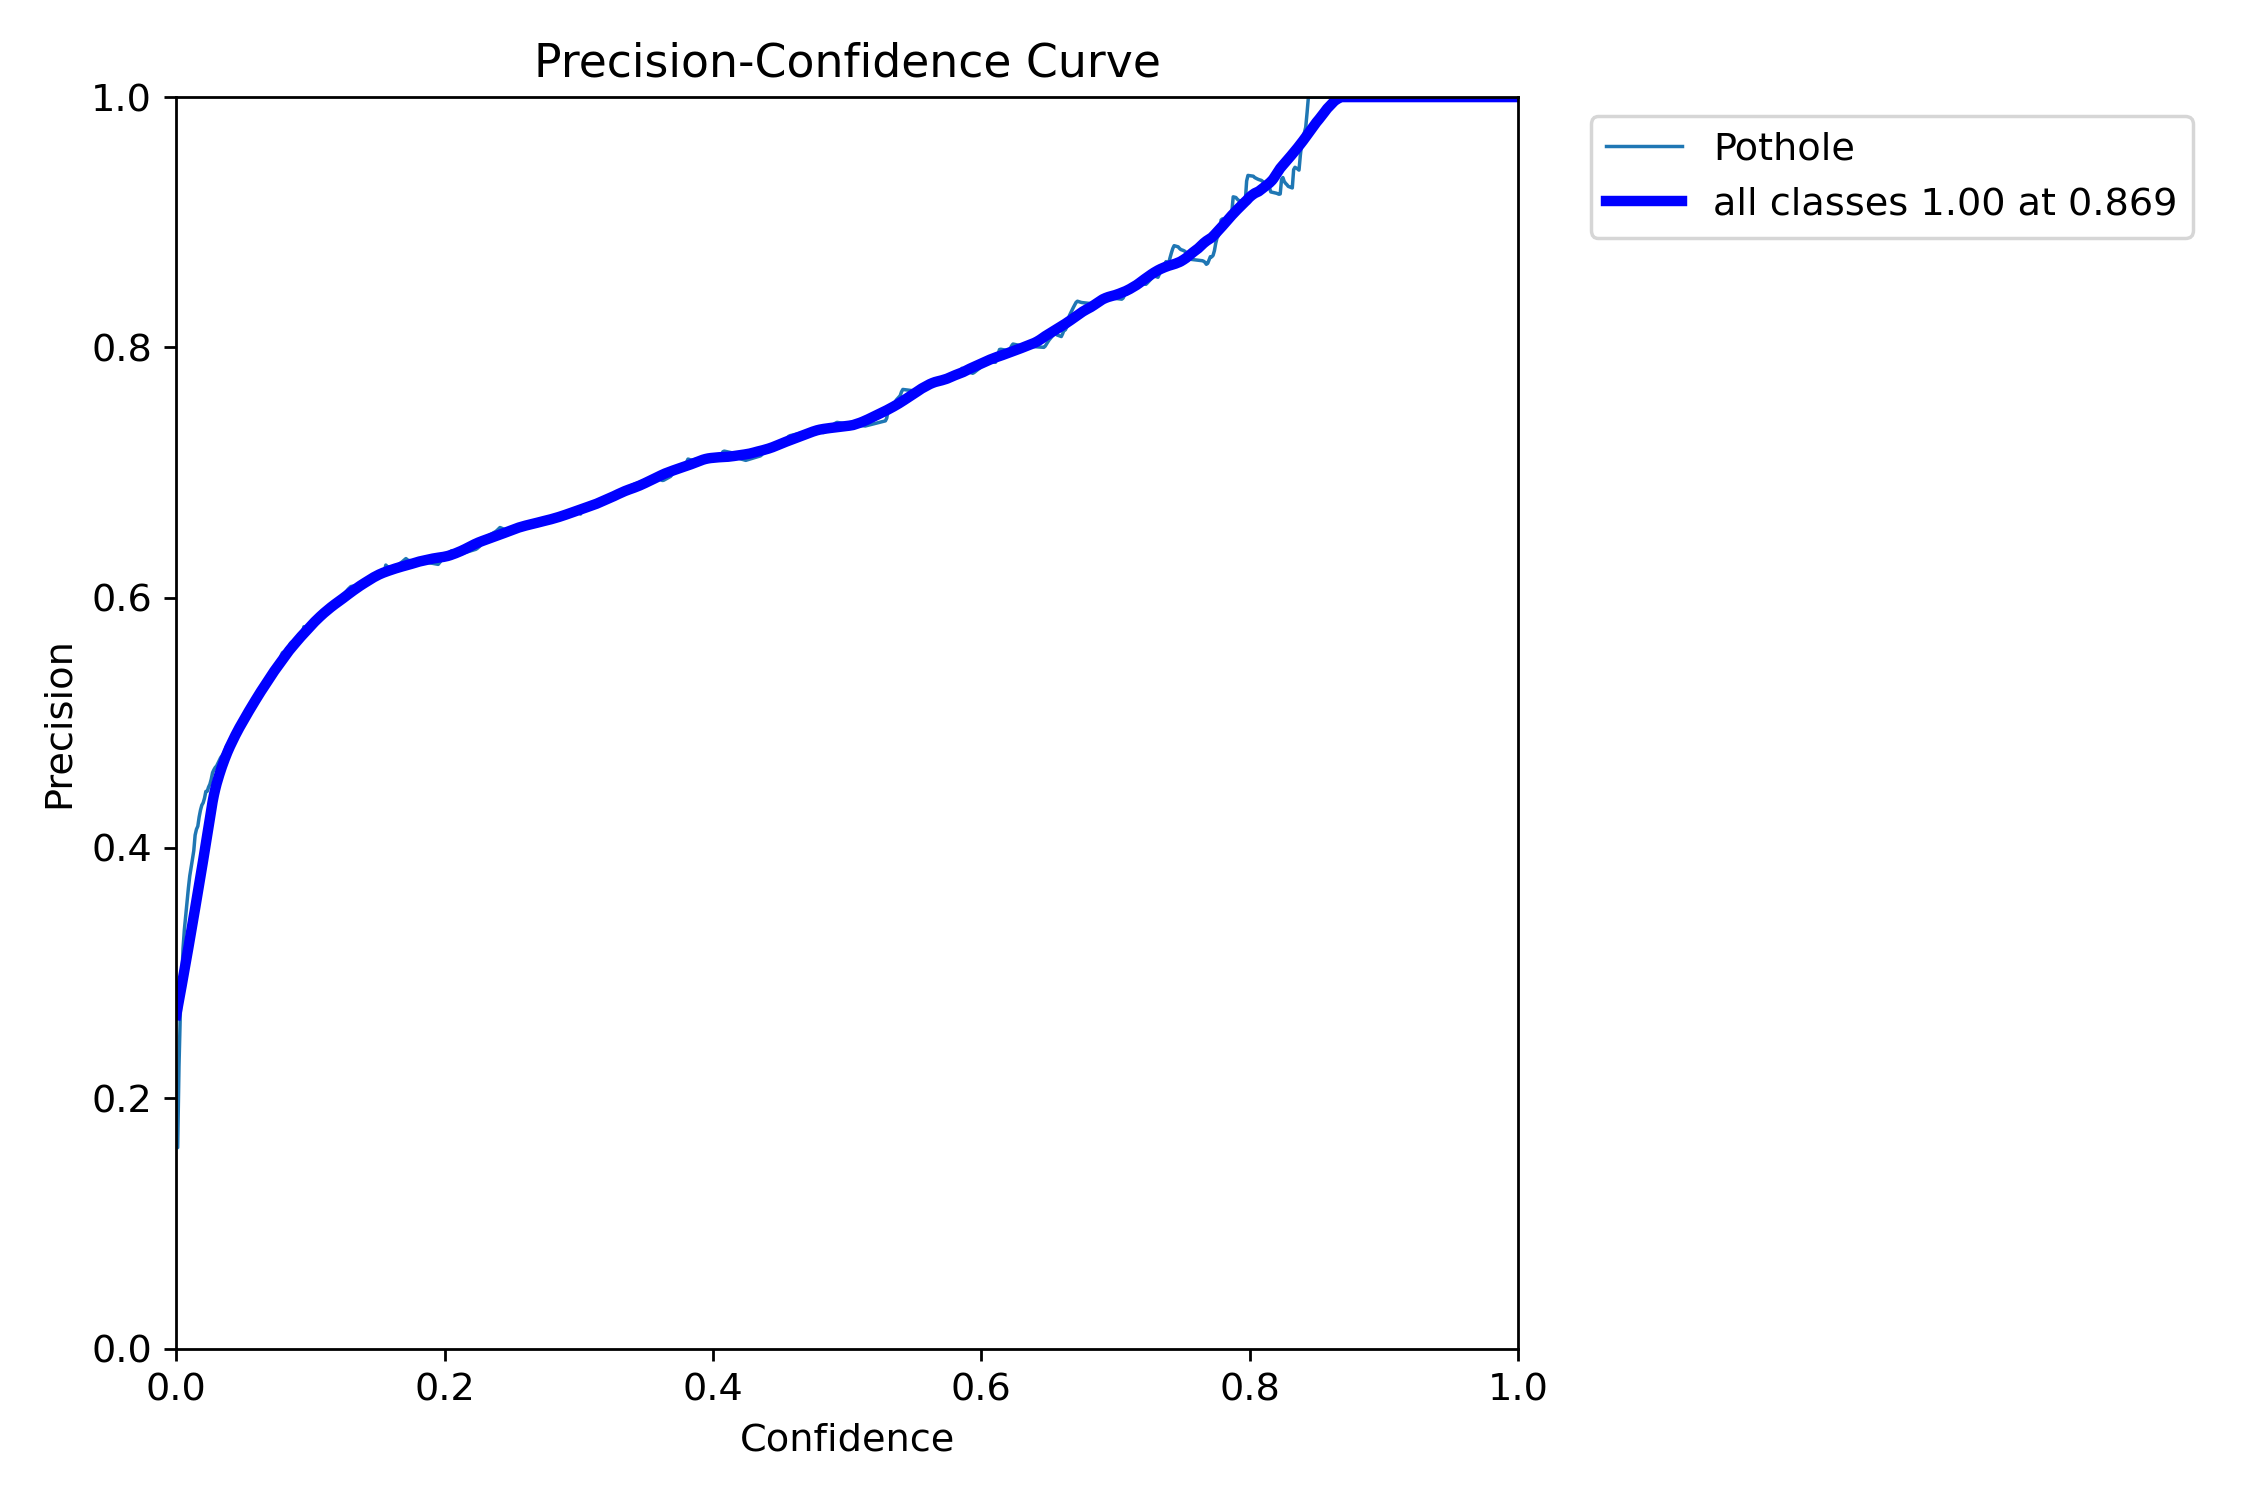 Precision-Confidence Curve
1.0
0.8
0.6
0.4
0.2
0.0
Precision
0.0 0.2 0.4 0.6 0.8 1.0
Confidence
Pothole
all classes 1.00 at 0.869